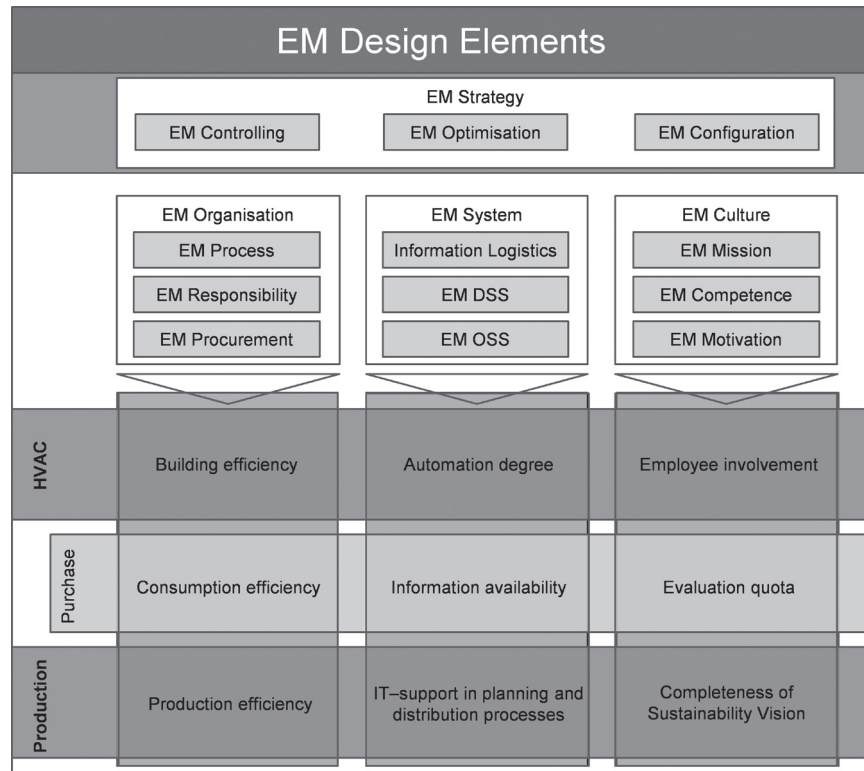 EM Design Elements
EM Strategy
EM Controlling
EM Optimisation
EM Configuration
EM Organisation
EM Process
EM Responsibility
EM Procurement
EM System
Information Logistics
EM DSS
EM OSS
EM Culture
EM Mission
EM Competence
EM Motivation
HVAC
Building efficiency
Automation degree
Employee involvement
Purchase
Consumption efficiency
Information availability
Evaluation quota
Production
Production efficiency
IT–support in planning and
distribution processes
Completeness of
Sustainability Vision